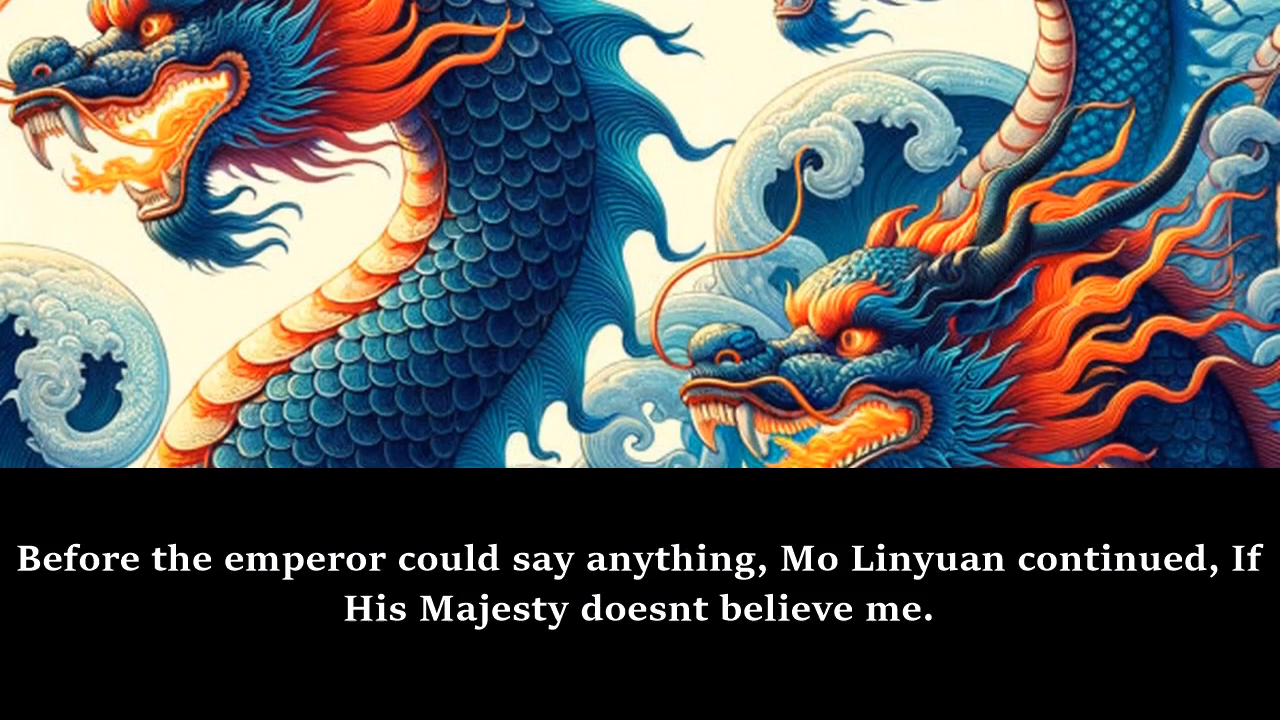 Before the emperor could say anything, Mo Linyuan continued, If
His Majesty doesnt believe me.